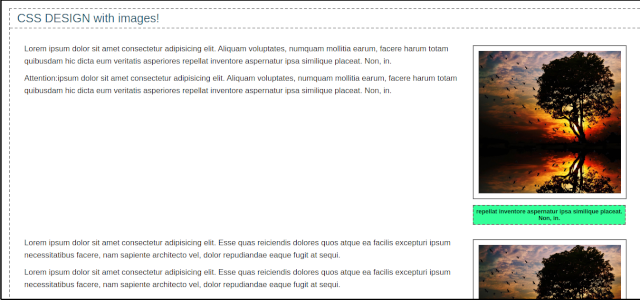 CSS DESIGN with images!
Lorem ipsum dolor sit amet consectetur adipisicing elit. Aliquam voluptates, numquam mollitia earum, facere harum totam
quibusdam hic dicta eum veritatis asperiores repellat inventore aspernatur ipsa similique placeat. Non, in.
Attention:ipsum dolor sit amet consectetur adipisicing elit. Aliquam voluptates, numquam mollitia earum, facere harum totam
quibusdam hic dicta eum veritatis asperiores repellat inventore aspernatur ipsa similique placeat. Non, in.
repellat inventore aspernatur ipsa similique placeat.
Non, in.
Lorem ipsum dolor sit amet consectetur adipisicing elit. Esse quas reiciendis dolores quos atque ea facilis excepturi ipsum
necessitatibus facere, nam sapiente architecto vel, dolor repudiandae eaque fugit at sequi.
Lorem ipsum dolor sit amet consectetur adipisicing elit. Esse quas reiciendis dolores quos atque ea facilis excepturi ipsum
necessitatibus facere, nam sapiente architecto vel, dolor repudiandae eaque fugit at sequi.